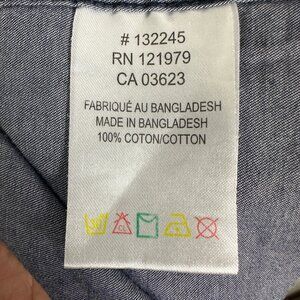 # 132245
RN 121979
CA 03623
FABRIQUÉ AU BANGLADESH
MADE IN BANGLADESH
100% COTON/COTTON